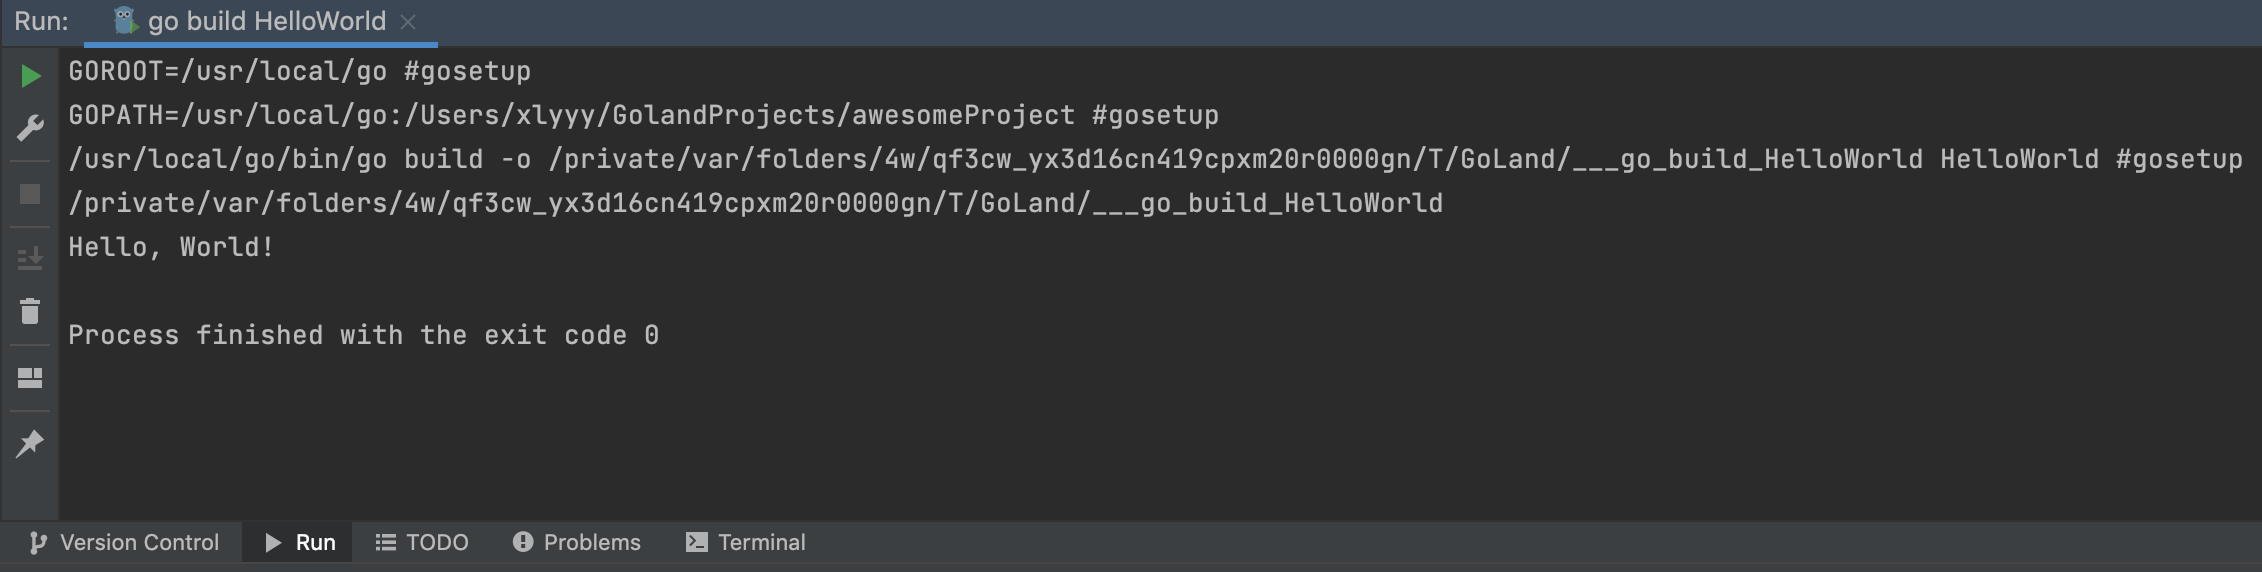 Run: go build HelloWorld
GOROOT=/usr/local/go #gosetup
GOPATH=/usr/local/go:/Users/xlyyy/GolandProjects/awesomeProject #gosetup
/usr/local/go/bin/go build -o /private/var/folders/4w/qf3cw_yx3d16cn419cpxm20r0000gn/T/GoLand/___go_build_HelloWorld HelloWorld #gosetup
/private/var/folders/4w/qf3cw_yx3d16cn419cpxm20r0000gn/T/GoLand/___go_build_HelloWorld
Hello, World!
Process finished with the exit code 0
Version Control Run TODO Problems Terminal